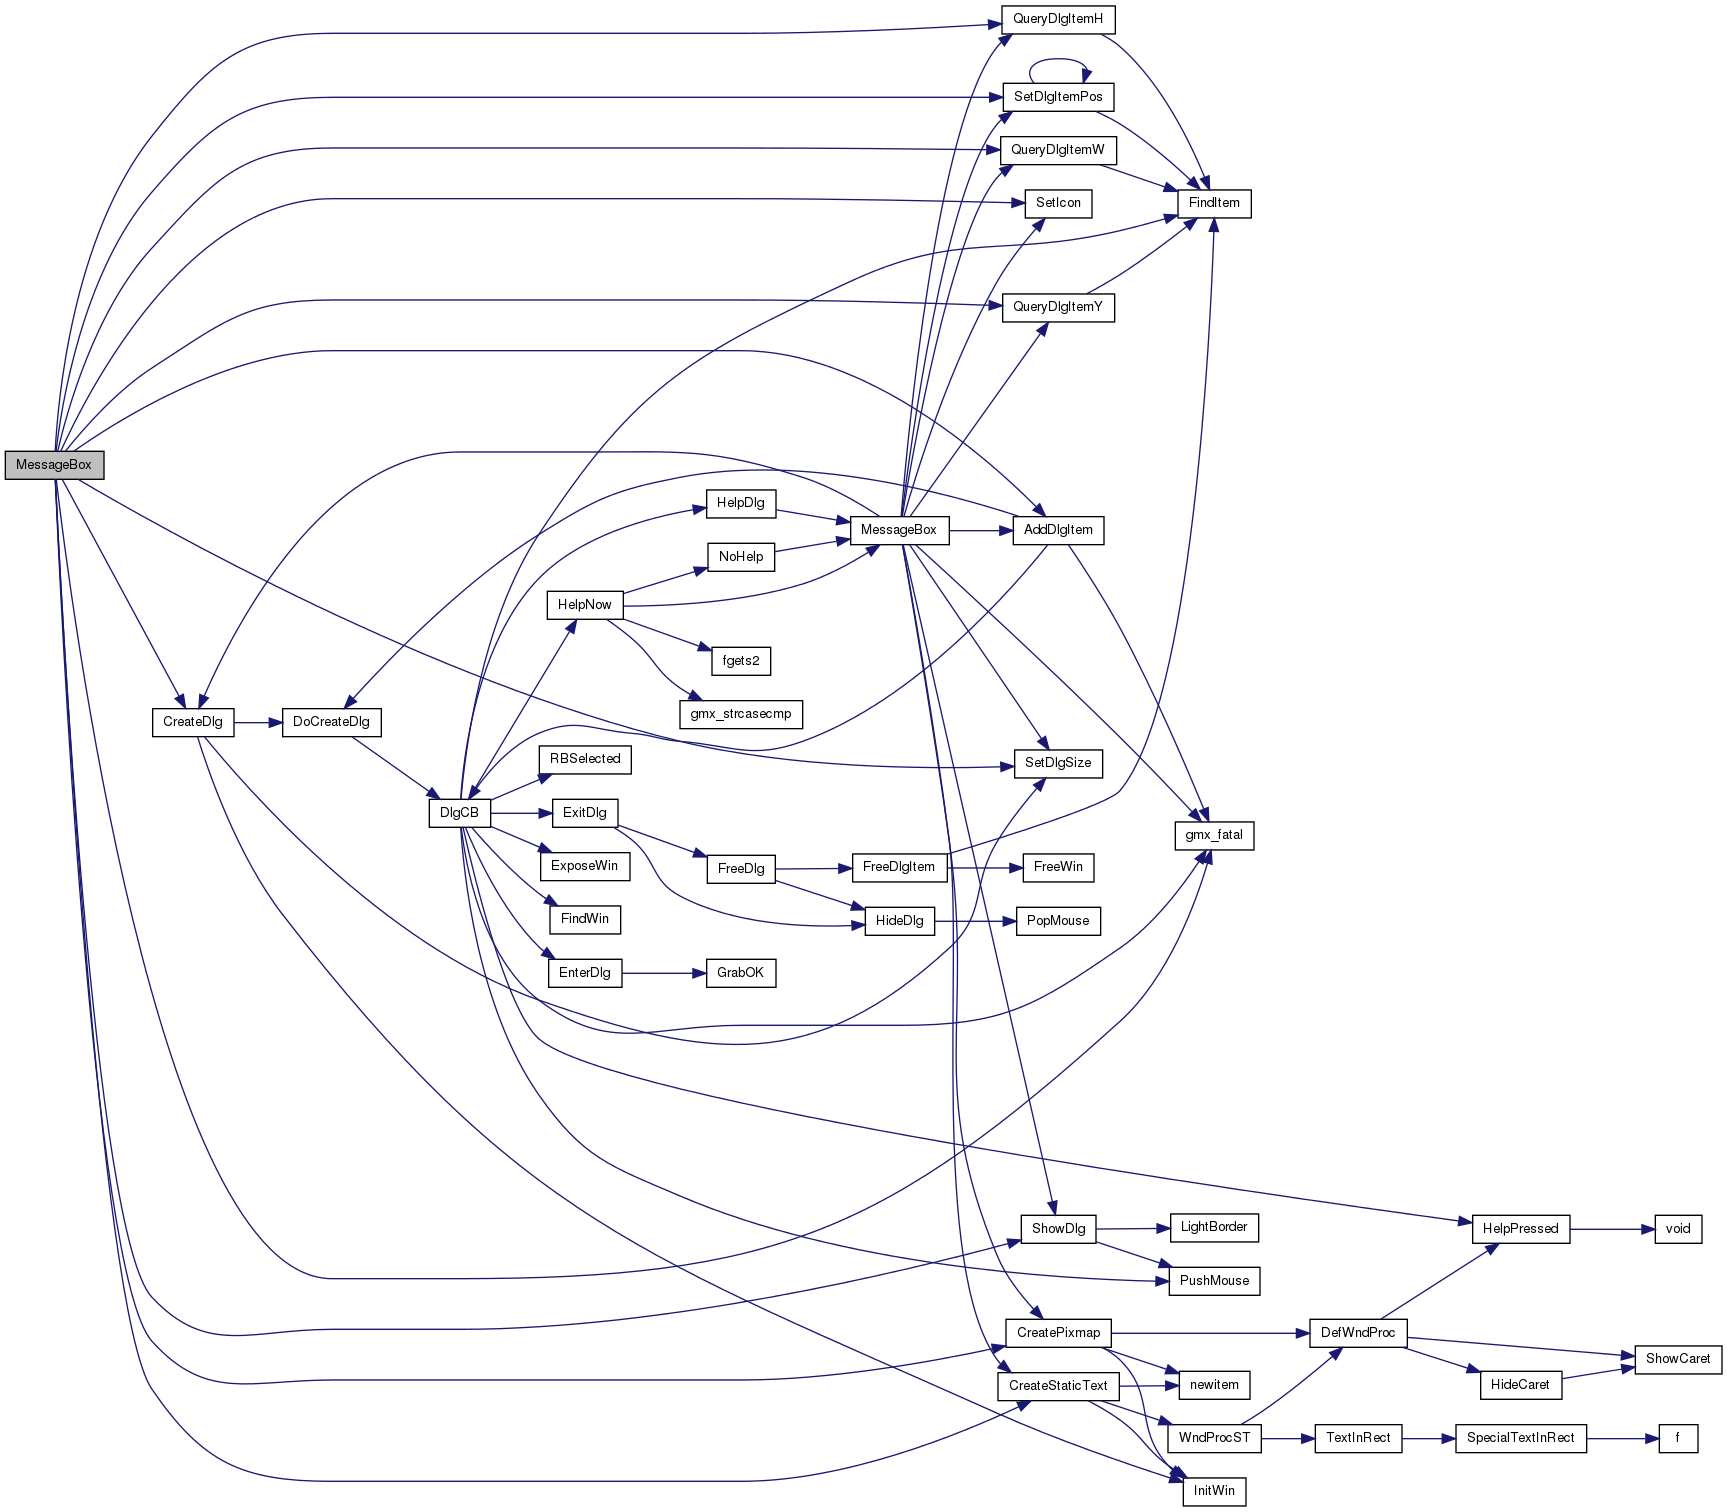 QueryDlgItemH
SetDlgItemPos
QueryDlgItemW
SetIcon
FindItem
QueryDlgItemY
MessageBox
HelpDlg
MessageBox
AddDlgItem
NoHelp
HelpNow
fgets2
gmx_strcasecmp
CreateDlg
DoCreateDlg
RBSelected
SetDlgSize
DlgCB
ExitDlg
gmx_fatal
ExposeWin
FreeDlg
FreeDlgItem
FreeWin
FindWin
HideDlg
PopMouse
EnterDlg
GrabOK
ShowDlg
LightBorder
HelpPressed
void
PushMouse
CreatePixmap
DefWndProc
ShowCaret
CreateStaticText
newitem
HideCaret
WndProcST
TextInRect
SpecialTextInRect
f
InitWin